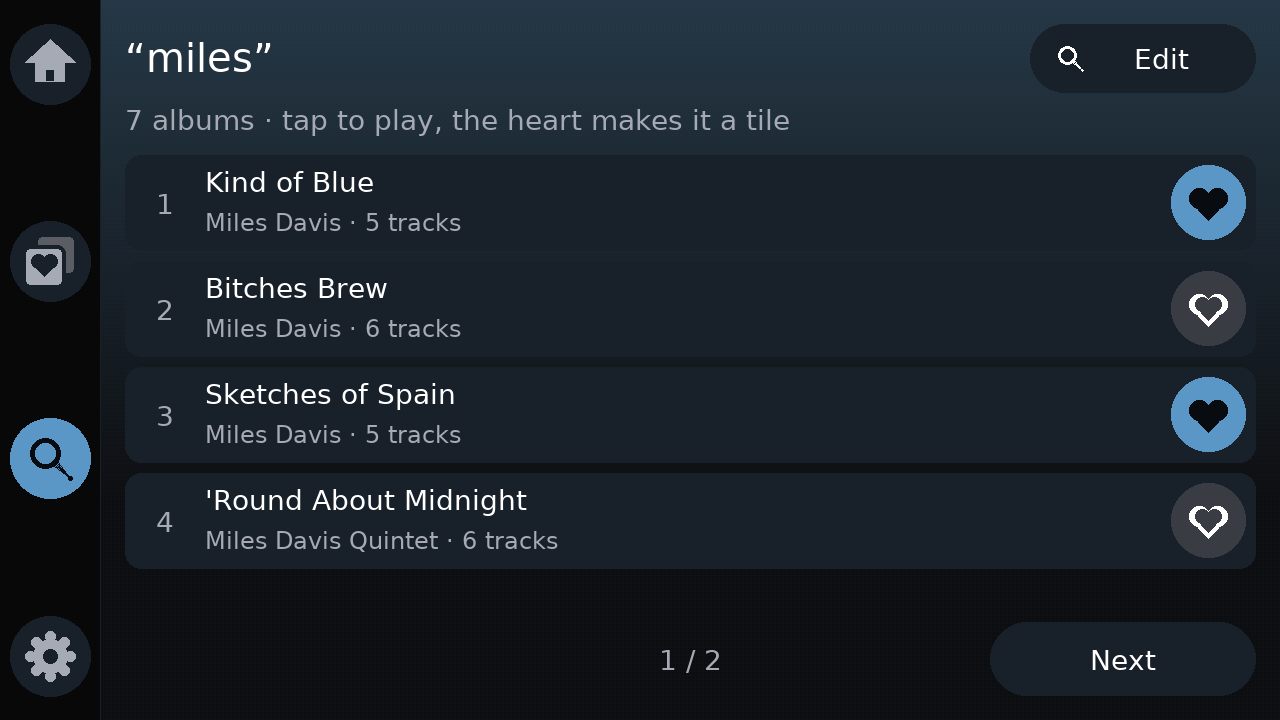 “miles”
Edit
7 albums · tap to play, the heart makes it a tile
1
Kind of Blue
Miles Davis · 5 tracks
2
Bitches Brew
Miles Davis · 6 tracks
3
Sketches of Spain
Miles Davis · 5 tracks
4
'Round About Midnight
Miles Davis Quintet · 6 tracks
1 / 2
Next